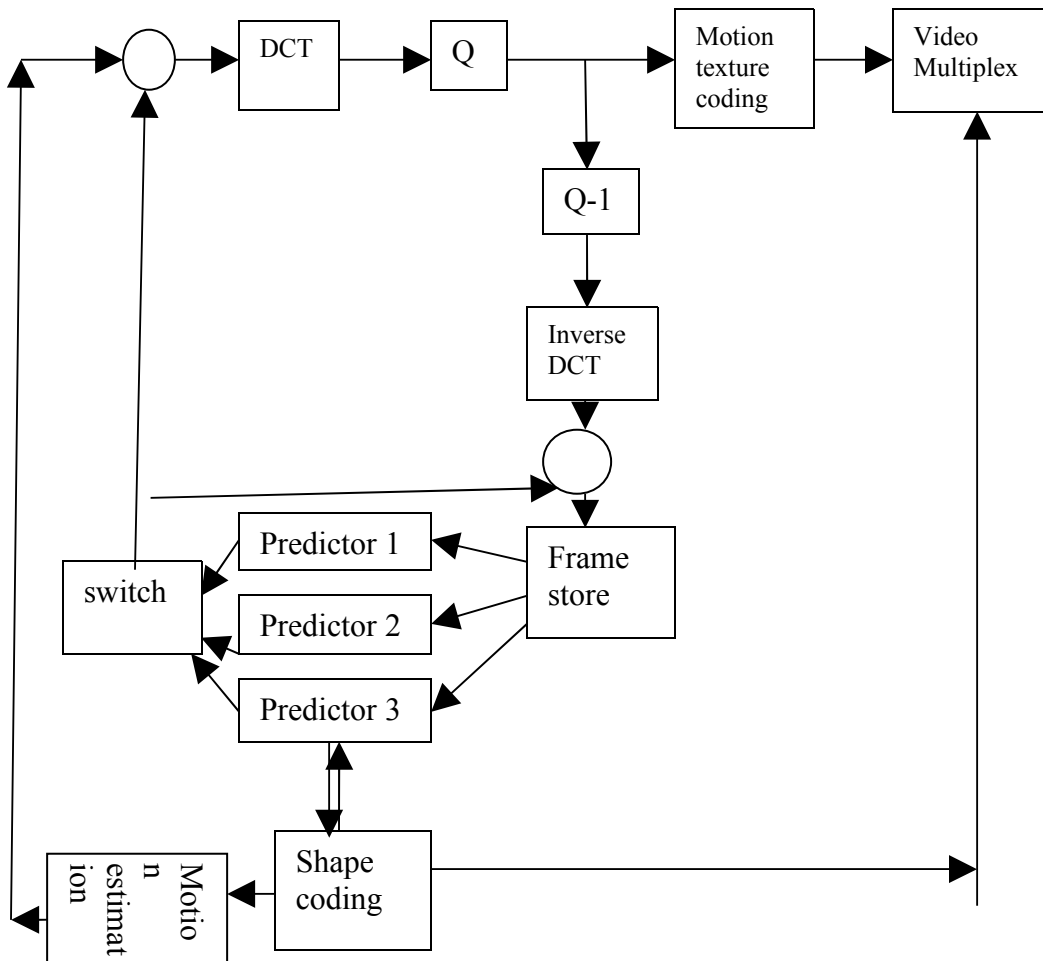 DCT
Q
Motion
texture
coding
Video
Multiplex
Q-1
Inverse
DCT
Predictor 1
Frame
store
switch
Predictor 2
Predictor 3
Shape
coding
Motio
n
estimat
ion